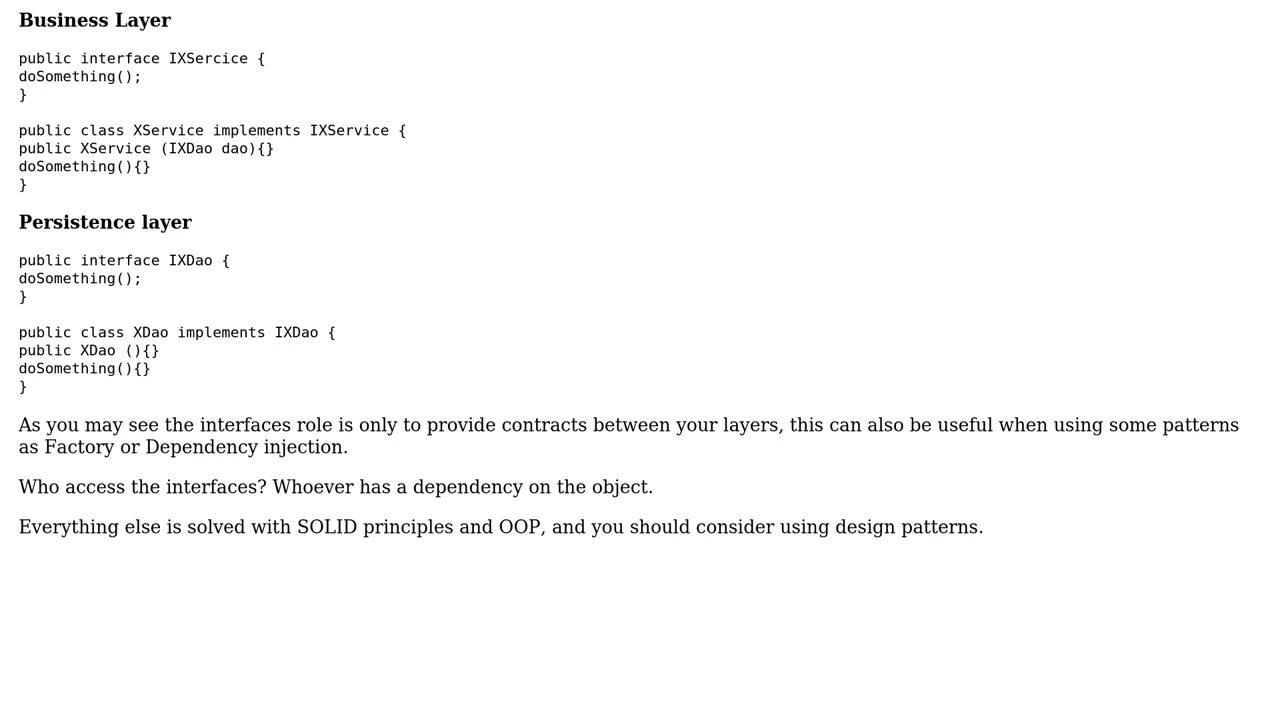 Business Layer
public interface IXSercice {
doSomething();
}
public class XService implements IXService {
public XService (IXDao dao){}
doSomething(){}
}
Persistence layer
public interface IXDao {
doSomething();
}
public class XDao implements IXDao {
public XDao (){}
doSomething(){}
}
As you may see the interfaces role is only to provide contracts between your layers, this can also be useful when using some patterns
as Factory or Dependency injection.
Who access the interfaces? Whoever has a dependency on the object.
Everything else is solved with SOLID principles and OOP, and you should consider using design patterns.